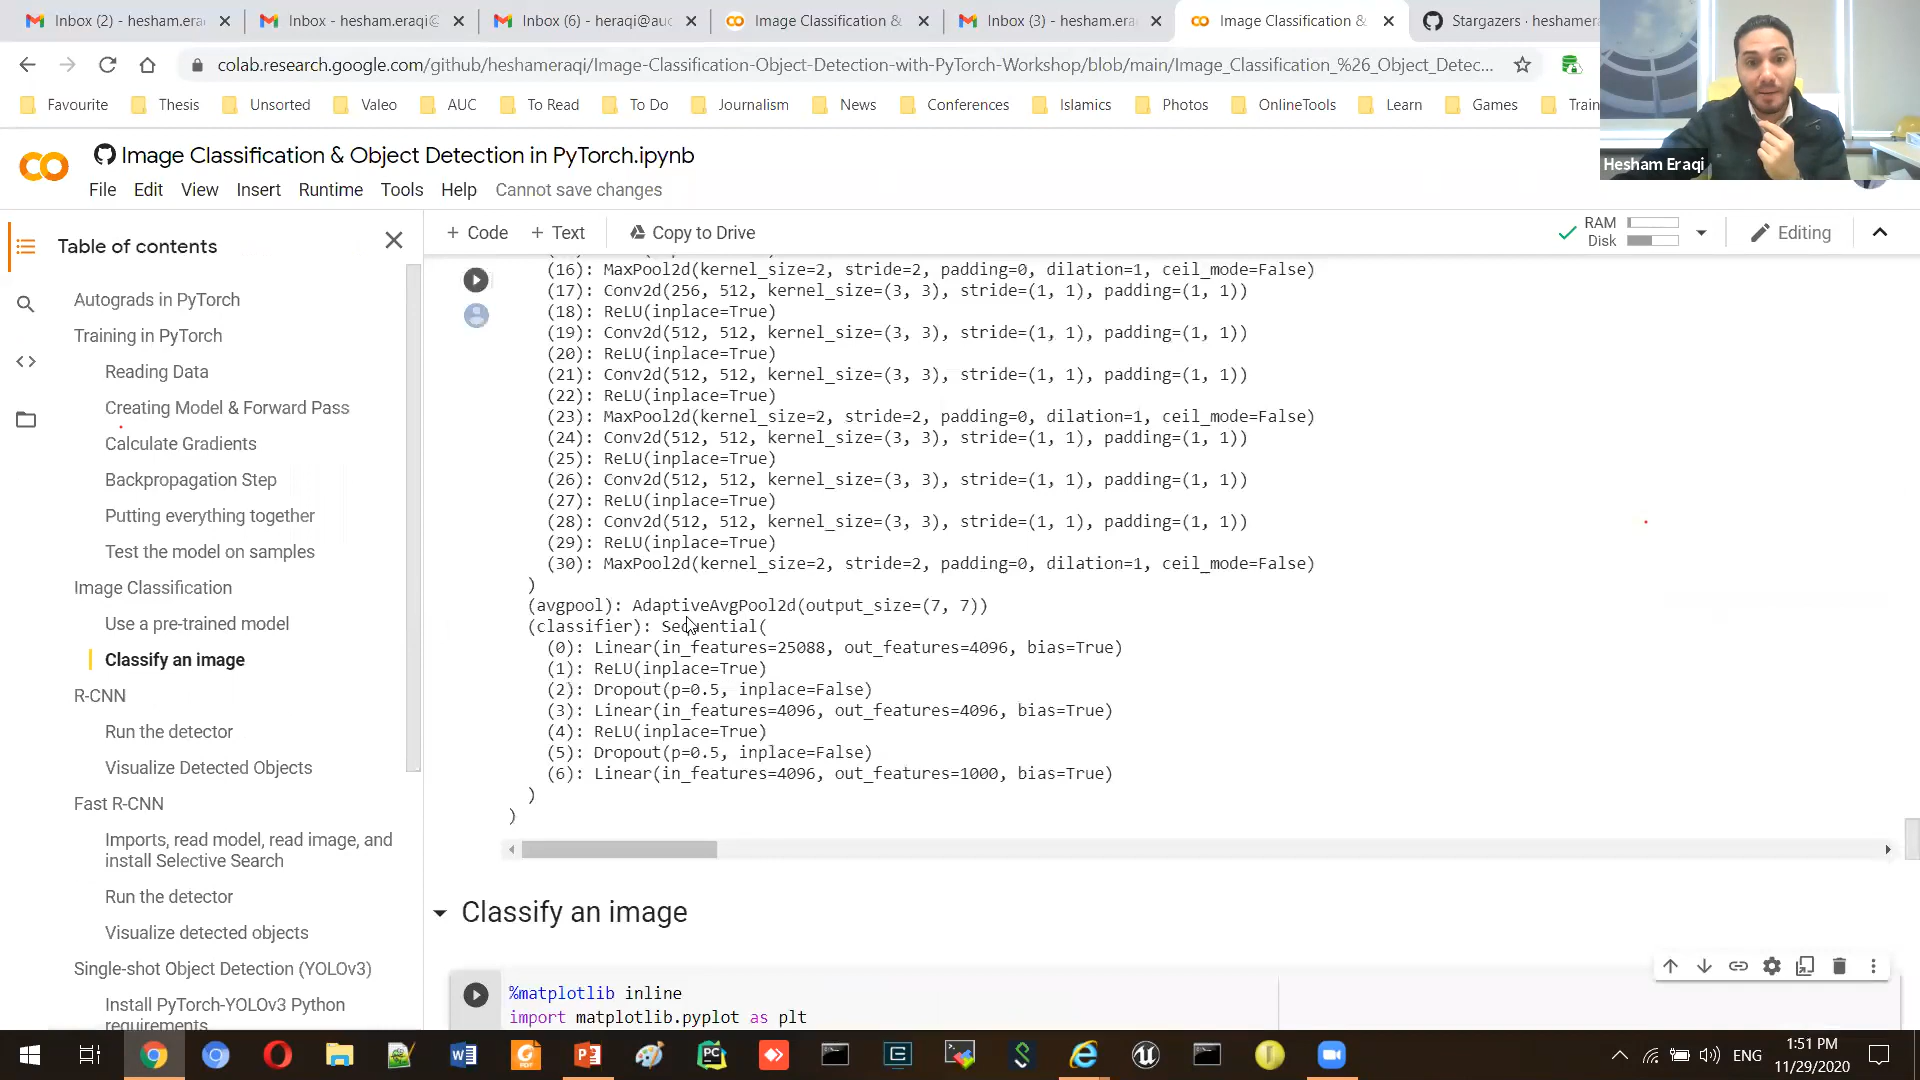 Inbox (2) - hesham.era
Inbox - hesham.eraqi@
Inbox (6) - heraqi@auc
Image Classification &
Inbox (3) - hesham.era
Image Classification &
Stargazers · heshamera
colab.research.google.com/github/heshameraqi/Image-Classification-Object-Detection-with-PyTorch-Workshop/blob/main/Image_Classification_%26_Object_Detec...
Favourite
Thesis
Unsorted
Valeo
AUC
To Read
To Do
Journalism
News
Conferences
Islamics
Photos
OnlineTools
Learn
Games
Train
Hesham Eraqi
Image Classification & Object Detection in PyTorch.ipynb
File Edit View Insert Runtime Tools Help Cannot save changes
Table of contents
+ Code + Text Copy to Drive
RAM
Disk
Editing
Autograds in PyTorch
Training in PyTorch
Reading Data
Creating Model & Forward Pass
Calculate Gradients
Backpropagation Step
Putting everything together
Test the model on samples
Image Classification
Use a pre-trained model
Classify an image
R-CNN
Run the detector
Visualize Detected Objects
Fast R-CNN
Imports, read model, read image, and
install Selective Search
Run the detector
Visualize detected objects
Single-shot Object Detection (YOLOv3)
Install PyTorch-YOLOv3 Python
requirements
(16): MaxPool2d(kernel_size=2, stride=2, padding=0, dilation=1, ceil_mode=False)
(17): Conv2d(256, 512, kernel_size=(3, 3), stride=(1, 1), padding=(1, 1))
(18): ReLU(inplace=True)
(19): Conv2d(512, 512, kernel_size=(3, 3), stride=(1, 1), padding=(1, 1))
(20): ReLU(inplace=True)
(21): Conv2d(512, 512, kernel_size=(3, 3), stride=(1, 1), padding=(1, 1))
(22): ReLU(inplace=True)
(23): MaxPool2d(kernel_size=2, stride=2, padding=0, dilation=1, ceil_mode=False)
(24): Conv2d(512, 512, kernel_size=(3, 3), stride=(1, 1), padding=(1, 1))
(25): ReLU(inplace=True)
(26): Conv2d(512, 512, kernel_size=(3, 3), stride=(1, 1), padding=(1, 1))
(27): ReLU(inplace=True)
(28): Conv2d(512, 512, kernel_size=(3, 3), stride=(1, 1), padding=(1, 1))
(29): ReLU(inplace=True)
(30): MaxPool2d(kernel_size=2, stride=2, padding=0, dilation=1, ceil_mode=False)
)
(avgpool): AdaptiveAvgPool2d(output_size=(7, 7))
(classifier): Sequential(
(0): Linear(in_features=25088, out_features=4096, bias=True)
(1): ReLU(inplace=True)
(2): Dropout(p=0.5, inplace=False)
(3): Linear(in_features=4096, out_features=4096, bias=True)
(4): ReLU(inplace=True)
(5): Dropout(p=0.5, inplace=False)
(6): Linear(in_features=4096, out_features=1000, bias=True)
)
)
Classify an image
%matplotlib inline
import matplotlib.pyplot as plt
ENG
1:51 PM
11/29/2020